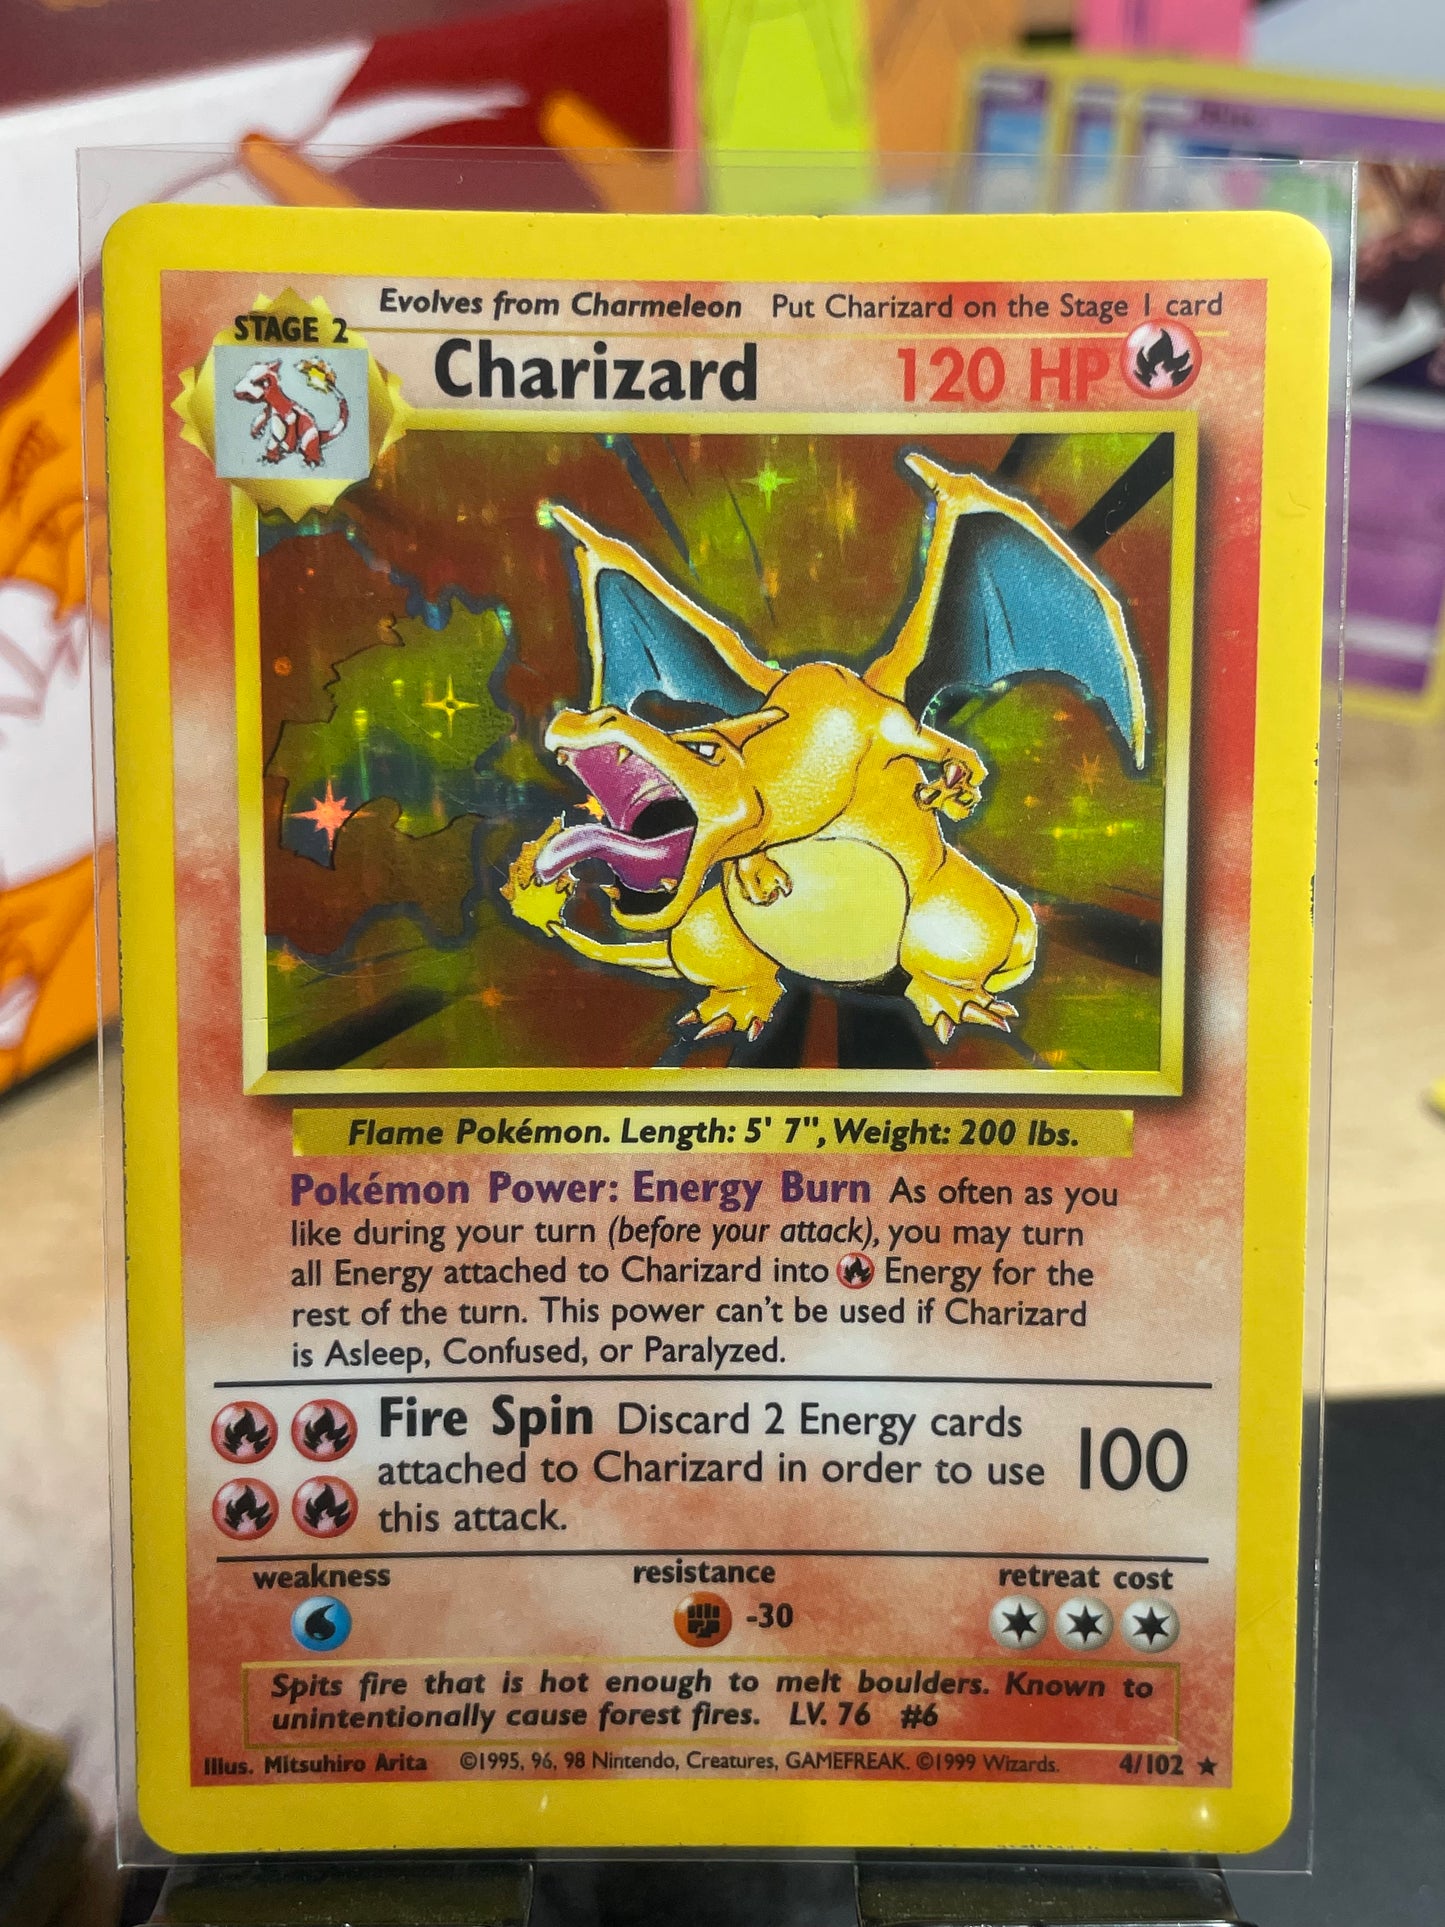 Evolves from Charmeleon Put Charizard on the Stage 1 card
STAGE 2
Charizard 120 HP
Flame Pokémon. Length: 5' 7", Weight: 200 lbs.
Pokémon Power: Energy Burn As often as you
like during your turn (before your attack), you may turn
all Energy attached to Charizard into Energy for the
rest of the turn. This power can't be used if Charizard
is Asleep, Confused, or Paralyzed.
Fire Spin Discard 2 Energy cards
attached to Charizard in order to use
this attack.
100
weakness resistance retreat cost
-30
Spits fire that is hot enough to melt boulders. Known to
unintentionally cause forest fires. LV. 76 #6
Illus. Mitsuhiro Arita ©1995, 96, 98 Nintendo, Creatures, GAMEFREAK. ©1999 Wizards. 4/102 ★